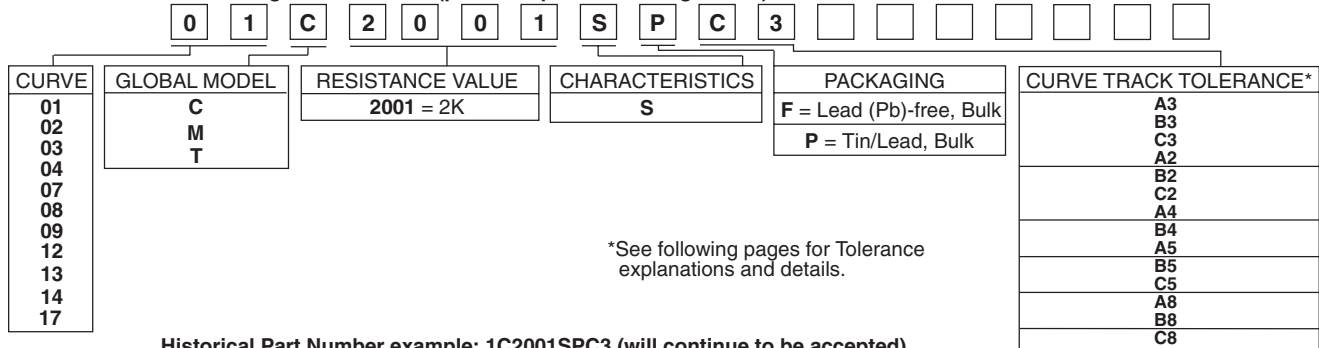 0 1 C 2 0 0 1 S P C 3
CURVE
01
02
03
04
07
08
09
12
13
14
17
GLOBAL MODEL
C
M
T
RESISTANCE VALUE
2001 = 2K
CHARACTERISTICS
S
PACKAGING
F = Lead (Pb)-free, Bulk
P = Tin/Lead, Bulk
CURVE TRACK TOLERANCE*
A3
B3
C3
A2
B2
C2
A4
B4
A5
B5
C5
A8
B8
C8
*See following pages for Tolerance
explanations and details.
Historical Part Number example: 1C2001SPC3 (will continue to be accepted)